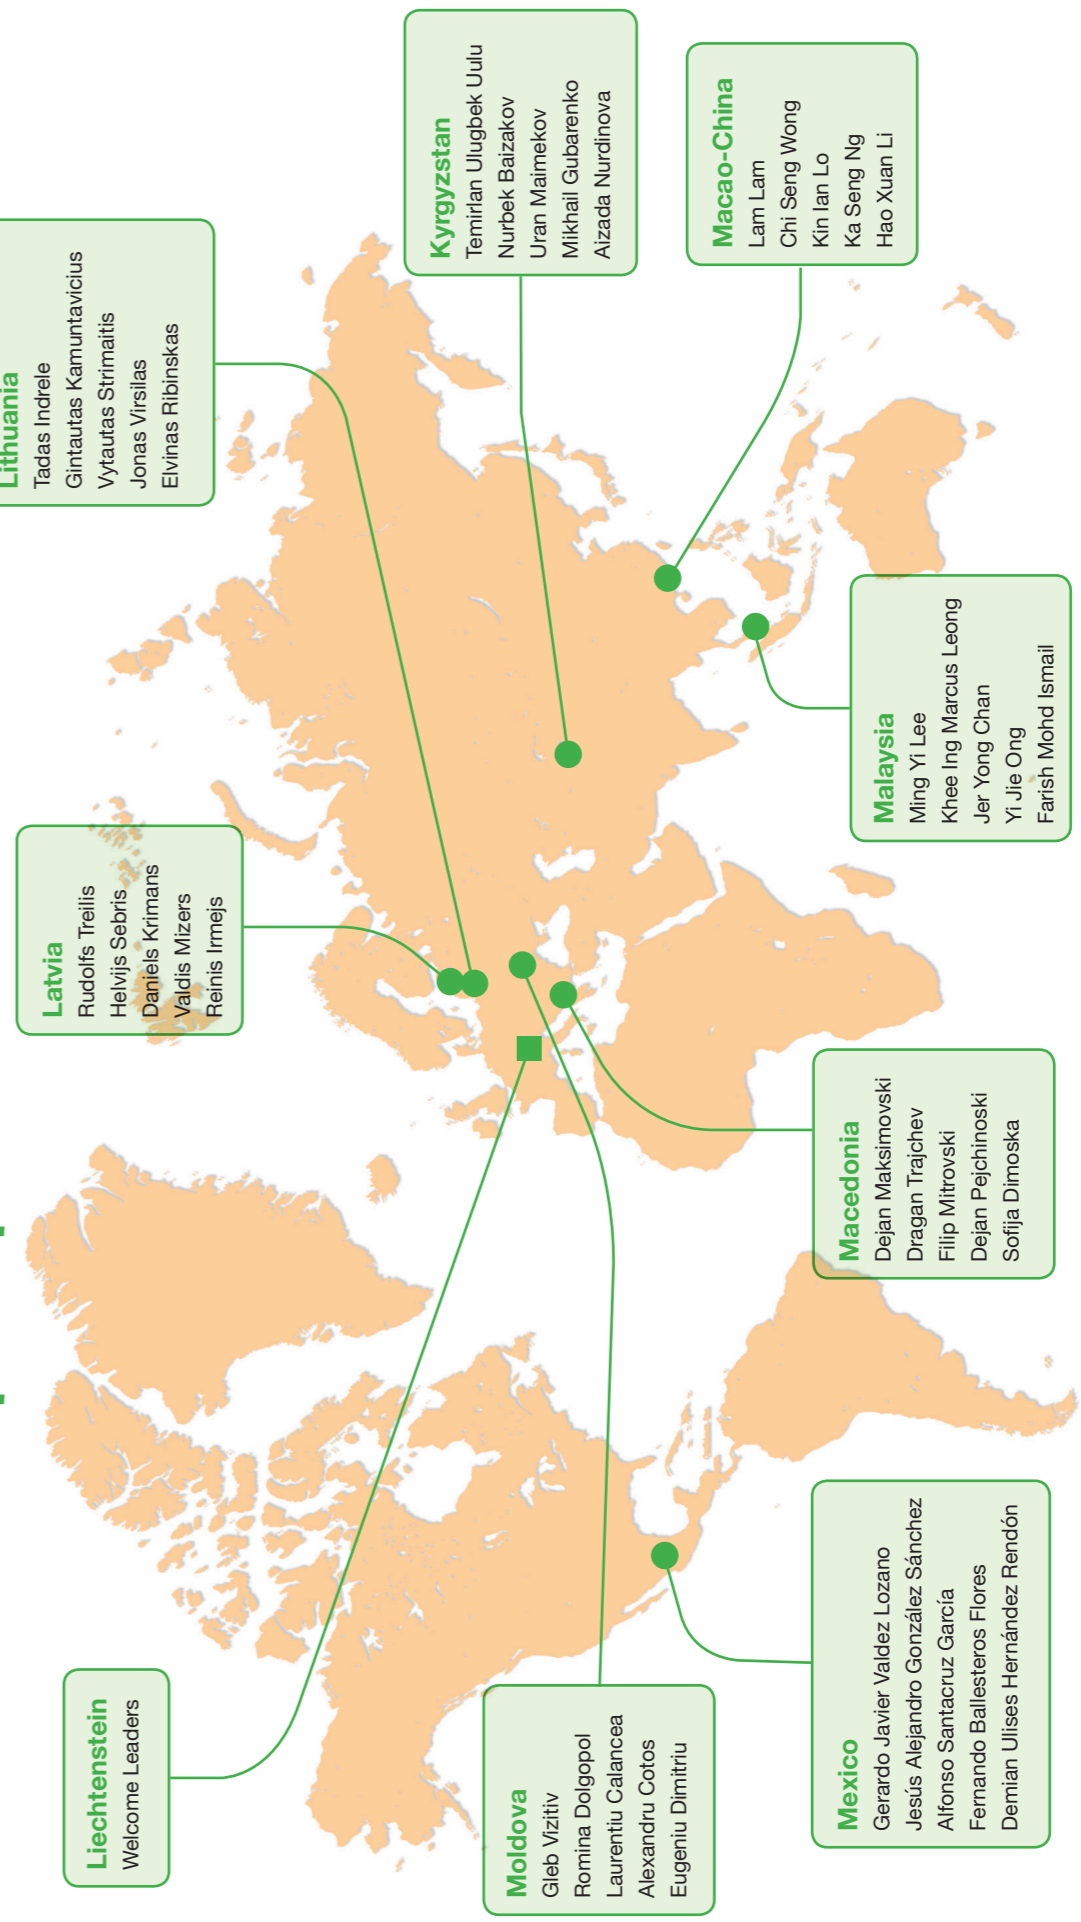 Liechtenstein
Welcome Leaders
Latvia
Rudolfs Treilis
Helvijs Sebris
Daniels Krimans
Valdis Mizers
Reinis Irmejs
Lithuania
Tadas Indrele
Gintautas Kamuntavicius
Vytautas Strimaitis
Jonas Virsilas
Elvinas Ribinskas
Kyrgyzstan
Temirlan Ulugbek Uulu
Nurbek Baizakov
Uran Maimekov
Mikhail Gubarenko
Aizada Nurdinova
Macao-China
Lam Lam
Chi Seng Wong
Kin Ian Lo
Ka Seng Ng
Hao Xuan Li
Moldova
Gleb Vizitiv
Romina Dolgopol
Laurentiu Calancea
Alexandru Cotos
Eugeniu Dimitriu
Mexico
Gerardo Javier Valdez Lozano
Jesús Alejandro González Sánchez
Alfonso Santacruz García
Fernando Ballesteros Flores
Demian Ulises Hernández Rendón
Macedonia
Dejan Maksimovski
Dragan Trajchev
Filip Mitrovski
Dejan Pejchinoski
Sofija Dimoska
Malaysia
Ming Yi Lee
Khee Ing Marcus Leong
Jer Yong Chan
Yi Jie Ong
Farish Mohd Ismail